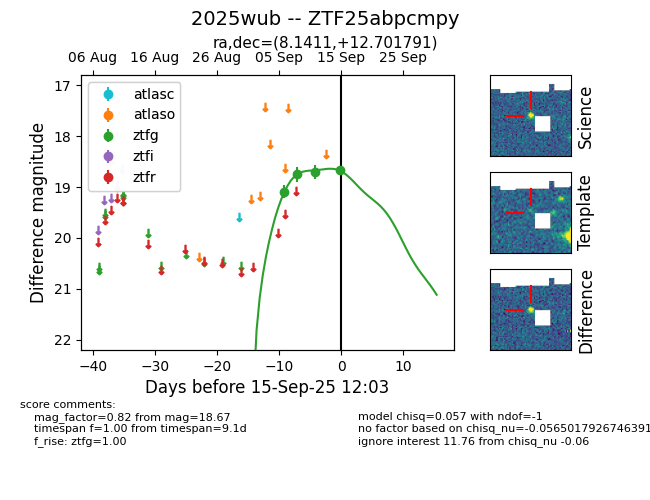 2025wub -- ZTF25abpcmpy
ra,dec=(8.1411,+12.701791)
06 Aug 16 Aug 26 Aug 05 Sep 15 Sep 25 Sep
17
18
19
20
21
22
Difference magnitude
atlasc
atlaso
ztfg
ztfi
ztfr
−40 −30 −20 −10 0 10
Days before 15-Sep-25 12:03
Science
Template
Difference
score comments:
mag_factor=0.82 from mag=18.67
timespan f=1.00 from timespan=9.1d
f_rise: ztfg=1.00
model chisq=0.057 with ndof=-1
no factor based on chisq_nu=-0.0565017926746391
ignore interest 11.76 from chisq_nu -0.06